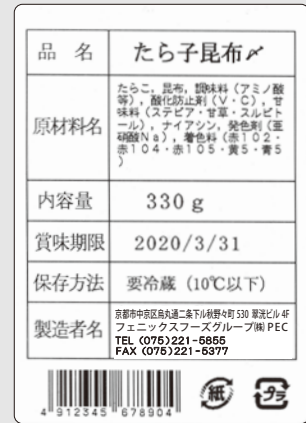 品名 たら子昆布〆
原材料名 たらこ，昆布，調味料（アミノ酸
等），酸化防止剤（V・C），甘
味料（ステビア・甘草・スルビト
ール），ナイアシン，発色剤（亜
硝酸Na），着色料（赤102・
赤104・赤105・黄5・青5
）
内容量 330g
賞味期限 2020/3/31
保存方法 要冷蔵（10℃以下）
製造者名 京都市中京区烏丸通二条下ル秋野々町530 翠洸ビル4F
フェニックスフーズグループ㈱PEC
TEL (075)221-5855
FAX (075)221-5377
4 912345 678904
紙
プラ